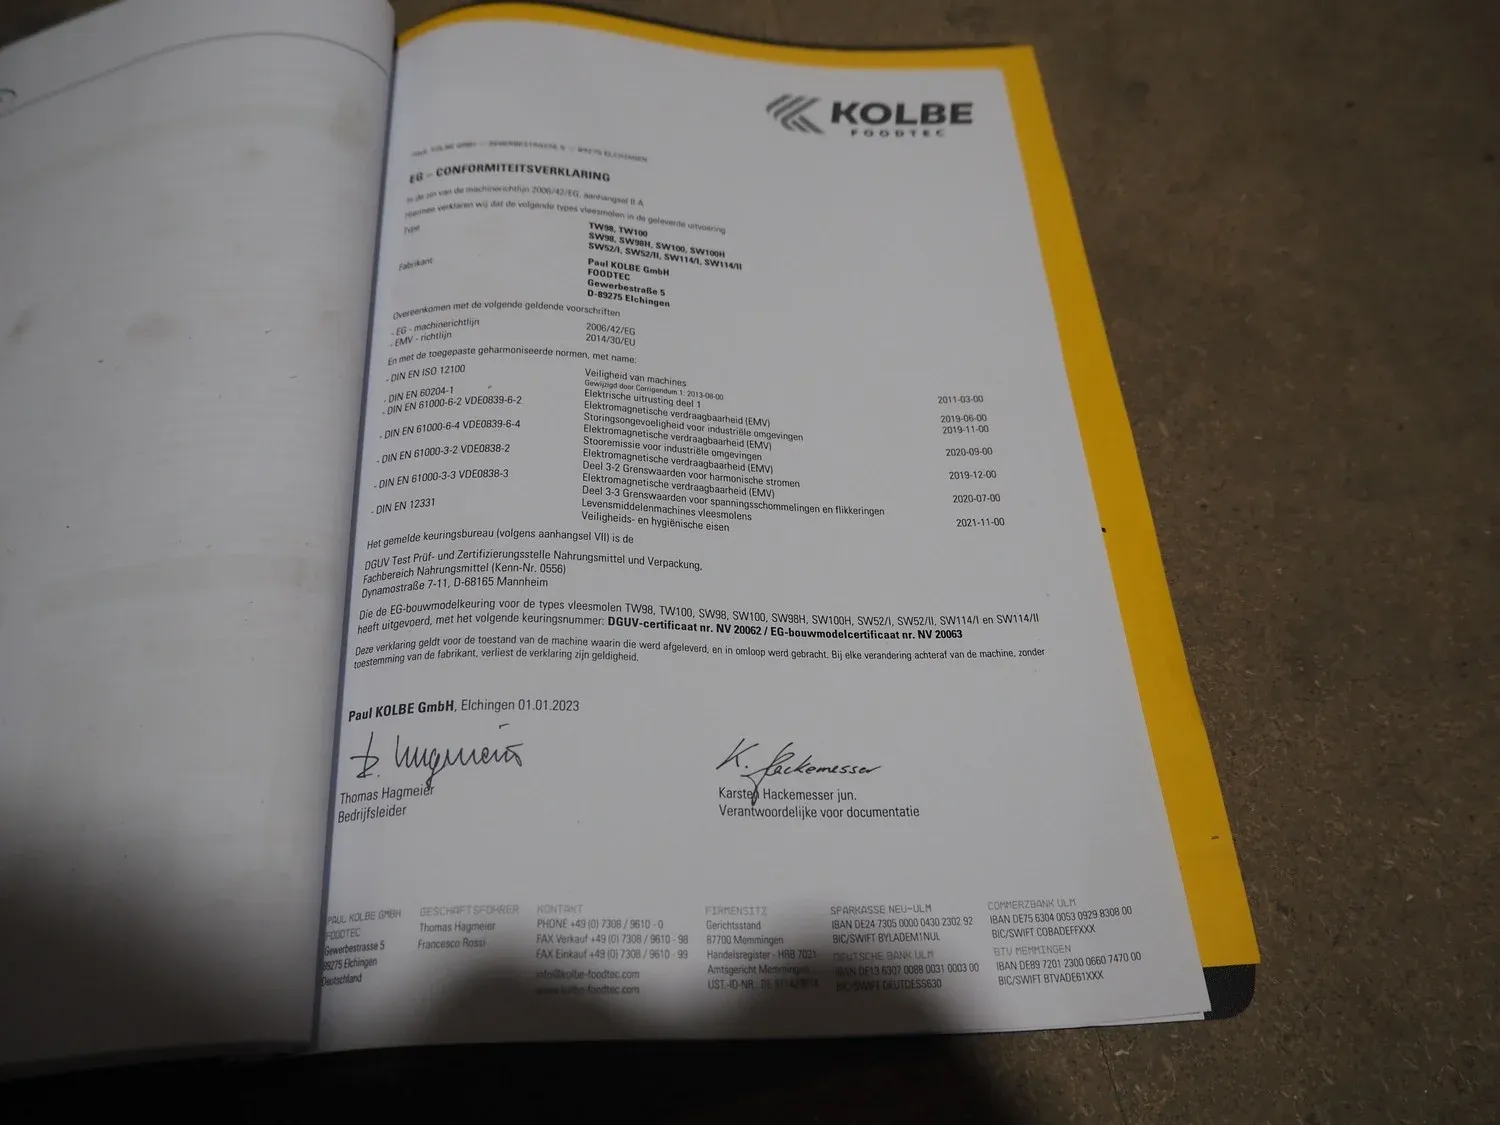 KOLBE
FOODTEC
PAUL KOLBE GMBH – GEWERBESTRASSE 5 – 89275 ELCHINGEN
EG – CONFORMITEITSVERKLARING
In de zin van de machinerichtlijn 2006/42/EG, aanhangsel II A
Hiermee verklaren wij dat de volgende types vleesmolen in de geleverde uitvoering
Type
TW98, TW100
SW98, SW98H, SW100, SW100H
SW52/I, SW52/II, SW114/I, SW114/II
Fabrikant
Paul KOLBE GmbH
FOODTEC
Gewerbestraße 5
D-89275 Elchingen
Overeenkomen met de volgende geldende voorschriften
- EG - machinerichtlijn 2006/42/EG
- EMV - richtlijn 2014/30/EU
En met de toegepaste geharmoniseerde normen, met name:
- DIN EN ISO 12100 Veiligheid van machines 2011-03-00
Gewijzigd door Corrigendum 1: 2013-08-00
- DIN EN 60204-1 Elektrische uitrusting deel 1 2019-06-00
- DIN EN 61000-6-2 VDE0839-6-2 Elektromagnetische verdraagbaarheid (EMV) 2019-11-00
Storingsongevoeligheid voor industriële omgevingen
- DIN EN 61000-6-4 VDE0839-6-4 Elektromagnetische verdraagbaarheid (EMV) 2020-09-00
Stooremissie voor industriële omgevingen
- DIN EN 61000-3-2 VDE0838-2 Elektromagnetische verdraagbaarheid (EMV) 2019-12-00
Deel 3-2 Grenswaarden voor harmonische stromen
- DIN EN 61000-3-3 VDE0838-3 Elektromagnetische verdraagbaarheid (EMV) 2020-07-00
Deel 3-3 Grenswaarden voor spanningsschommelingen en flikkeringen
- DIN EN 12331 Levensmiddelenmachines vleesmolens 2021-11-00
Veiligheids- en hygiënische eisen
Het gemelde keuringsbureau (volgens aanhangsel VII) is de
DGUV Test Prüf- und Zertifizierungsstelle Nahrungsmittel und Verpackung,
Fachbereich Nahrungsmittel (Kenn-Nr. 0556)
Dynamostraße 7-11, D-68165 Mannheim
Die de EG-bouwmodelkeuring voor de types vleesmolen TW98, TW100, SW98, SW100, SW98H, SW100H, SW52/I, SW52/II, SW114/I en SW114/II
heeft uitgevoerd, met het volgende keuringsnummer: DGUV-certificaat nr. NV 20062 / EG-bouwmodelcertificaat nr. NV 20063
Deze verklaring geldt voor de toestand van de machine waarin die werd afgeleverd, en in omloop werd gebracht. Bij elke verandering achteraf van de machine, zonder
toestemming van de fabrikant, verliest de verklaring zijn geldigheid.
Paul KOLBE GmbH, Elchingen 01.01.2023
K. Hackemesser
Thomas Hagmeier
Bedrijfsleider
Karsten Hackemesser jun.
Verantwoordelijke voor documentatie
PAUL KOLBE GMBH
FOODTEC
Gewerbestrasse 5
89275 Elchingen
Deutschland
GESCHÄFTSFÜHRER
Thomas Hagmeier
Francesco Rossi
KONTAKT
PHONE +49 (0) 7308 / 9610 - 0
FAX Verkauf +49 (0) 7308 / 9610 - 98
FAX Einkauf +49 (0) 7308 / 9610 - 99
info@kolbe-foodtec.com
www.kolbe-foodtec.com
FIRMENSITZ
Gerichtsstand
87700 Memmingen
Handelsregister - HRB 7021
Amtsgericht Memmingen
UST.-ID-NR.
SPARKASSE NEU-ULM
IBAN DE24 7305 0000 0430 2302 92
BIC/SWIFT BYLADEM1NUL
DEUTSCHE BANK ULM
IBAN DE13 6307 0088 0031 0003 00
BIC/SWIFT DEUTDESS630
COMMERZBANK ULM
IBAN DE75 6304 0053 0929 8308 00
BIC/SWIFT COBADEFFXXX
BTV MEMMINGEN
IBAN DE89 7201 2300 0660 7470 00
BIC/SWIFT BTVADE61XXX